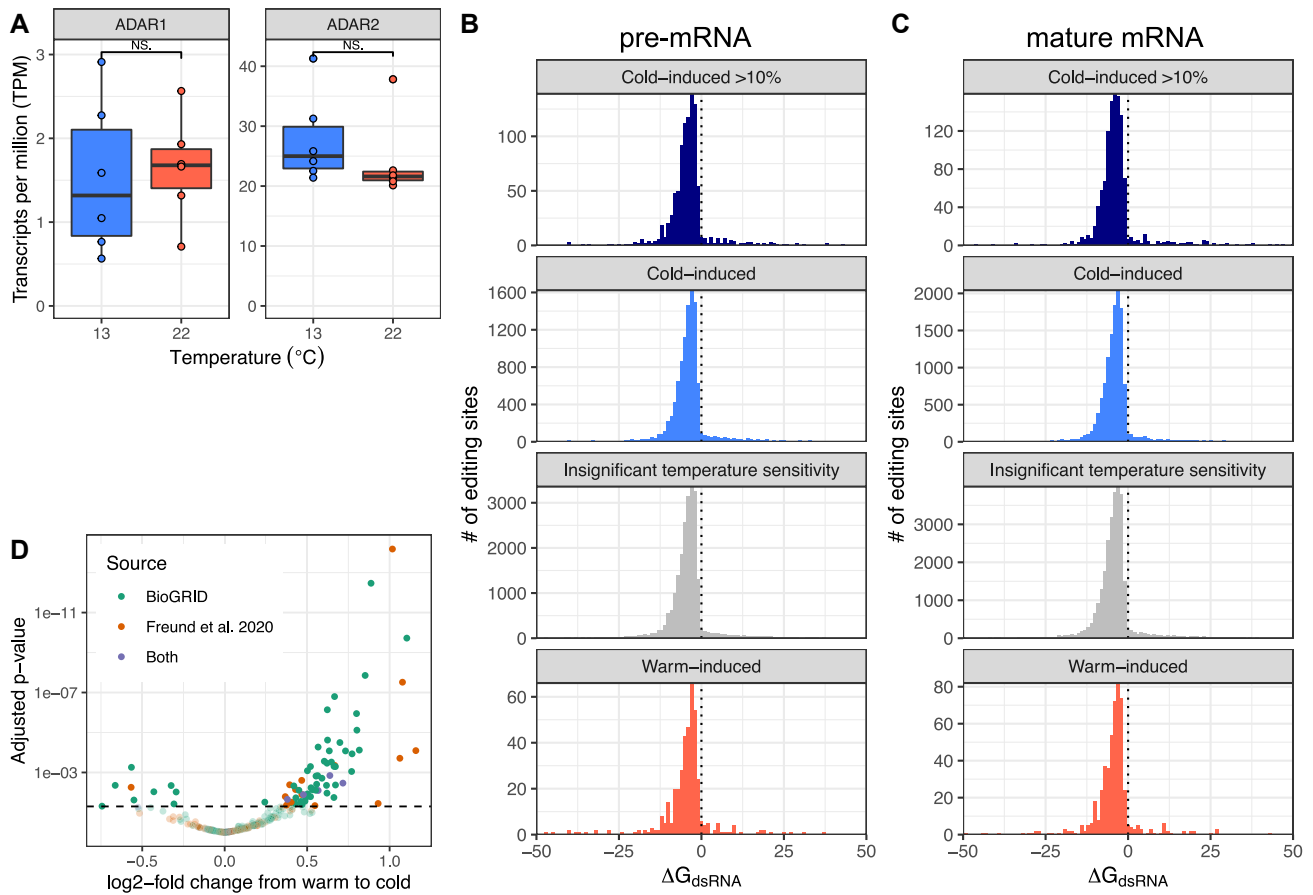 A
ADAR1
ADAR2
NS.
NS.
Transcripts per million (TPM)
3
2
1
0
40
30
20
10
0
13
22
13
22
Temperature (°C)
B
pre-mRNA
Cold−induced >10%
100
50
0
Cold−induced
1600
1200
800
400
0
Insignificant temperature sensitivity
3000
2000
1000
0
Warm−induced
60
40
20
0
# of editing sites
−50
−25
0
25
50
ΔGdsRNA
C
mature mRNA
Cold−induced >10%
120
80
40
0
Cold−induced
2000
1500
1000
500
0
Insignificant temperature sensitivity
3000
2000
1000
0
Warm−induced
80
60
40
20
0
# of editing sites
−50
−25
0
25
50
ΔGdsRNA
D
Source
BioGRID
Freund et al. 2020
Both
Adjusted p−value
1e−11
1e−07
1e−03
−0.5
0.0
0.5
1.0
log2−fold change from warm to cold